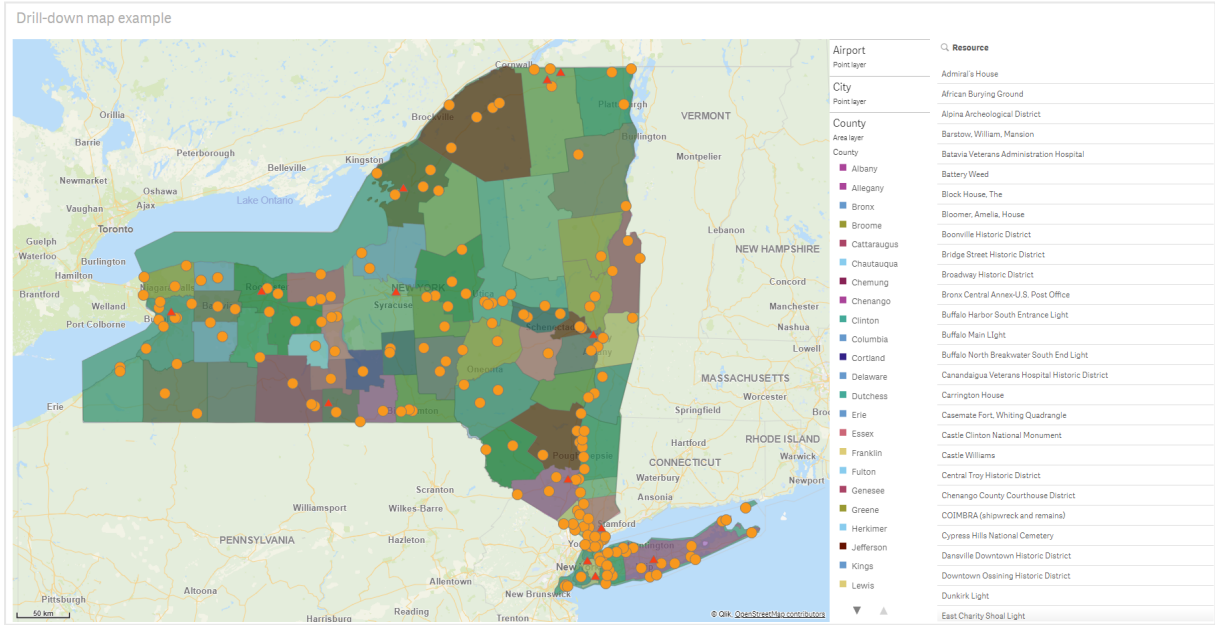 Drill-down map example
Cornwall
Orillia
Brockville
VERMONT
Barrie
Burlington
Peterborough
Kingston
Montpelier
Belleville
Newmarket
Oshawa
Lake Ontario
Vaughan
Ajax
Toronto
Lebanon
Guelph
NEW HAMPSHIRE
Waterloo
Burlington
Hamilton
Concord
Brantford
NEW YORK
Welland
Syracuse
Manchester
Port Colborne
Nashua
Lowell
Oneonta
MASSACHUSETTS
Worcester
Erie
Springfield
RHODE ISLAND
Hartford
Warwick
CONNECTICUT
Scranton
Waterbury
Newport
Ansonia
Williamsport
Wilkes-Barre
Stamford
PENNSYLVANIA
Hazleton
Allentown
Altoona
New Brunswick
Pittsburgh
Reading
Harrisburg
Trenton
50 km
© Qlik, OpenStreetMap contributors
Airport
Point layer
City
Point layer
County
Area layer
County
Albany
Allegany
Bronx
Broome
Cattaraugus
Chautauqua
Chemung
Chenango
Clinton
Columbia
Cortland
Delaware
Dutchess
Erie
Essex
Franklin
Fulton
Genesee
Greene
Herkimer
Jefferson
Kings
Lewis
Resource
Admiral's House
African Burying Ground
Alpina Archeological District
Barstow, William, Mansion
Batavia Veterans Administration Hospital
Battery Weed
Block House, The
Bloomer, Amelia, House
Boonville Historic District
Bridge Street Historic District
Broadway Historic District
Bronx Central Annex-U.S. Post Office
Buffalo Harbor South Entrance Light
Buffalo Main LIght
Buffalo North Breakwater South End Light
Canandaigua Veterans Hospital Historic District
Carrington House
Casemate Fort, Whiting Quadrangle
Castle Clinton National Monument
Castle Williams
Central Troy Historic District
Chenango County Courthouse District
COIMBRA (shipwreck and remains)
Cypress Hills National Cemetery
Dansville Downtown Historic District
Downtown Ossining Historic District
Dunkirk Light
East Charity Shoal Light